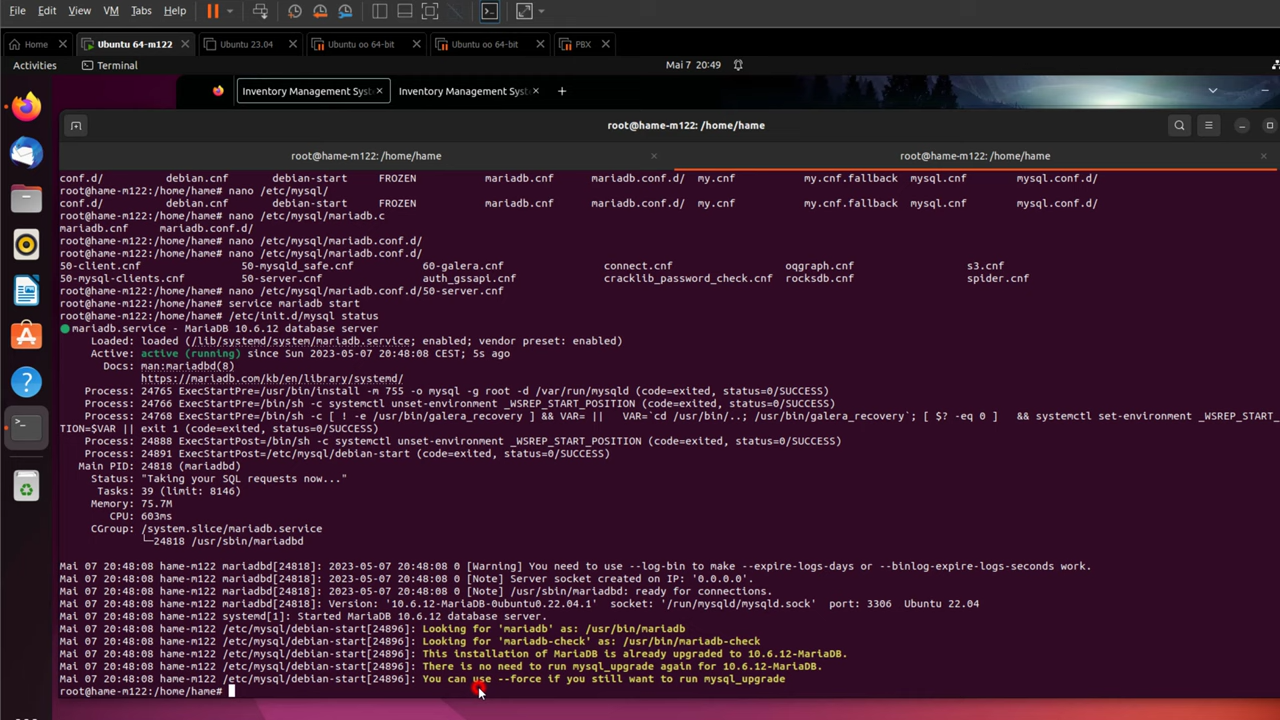 File Edit View VM Tabs Help
Home Ubuntu 64-m122 Ubuntu 23.04 Ubuntu oo 64-bit Ubuntu oo 64-bit PBX
Activities Terminal Mai 7 20:49
Inventory Management Syst Inventory Management Syst
root@hame-m122: /home/hame
root@hame-m122: /home/hame root@hame-m122: /home/hame
conf.d/ debian.cnf debian-start FROZEN mariadb.cnf mariadb.conf.d/ my.cnf my.cnf.fallback mysql.cnf mysql.conf.d/
root@hame-m122:/home/hame# nano /etc/mysql/
conf.d/ debian.cnf debian-start FROZEN mariadb.cnf mariadb.conf.d/ my.cnf my.cnf.fallback mysql.cnf mysql.conf.d/
root@hame-m122:/home/hame# nano /etc/mysql/mariadb.c
mariadb.cnf mariadb.conf.d/
root@hame-m122:/home/hame# nano /etc/mysql/mariadb.conf.d/
root@hame-m122:/home/hame# nano /etc/mysql/mariadb.conf.d/
50-client.cnf 50-mysqld_safe.cnf 60-galera.cnf connect.cnf oqgraph.cnf s3.cnf
50-mysql-clients.cnf 50-server.cnf auth_gssapi.cnf cracklib_password_check.cnf rocksdb.cnf spider.cnf
root@hame-m122:/home/hame# nano /etc/mysql/mariadb.conf.d/50-server.cnf
root@hame-m122:/home/hame# service mariadb start
root@hame-m122:/home/hame# /etc/init.d/mysql status
● mariadb.service - MariaDB 10.6.12 database server
Loaded: loaded (/lib/systemd/system/mariadb.service; enabled; vendor preset: enabled)
Active: active (running) since Sun 2023-05-07 20:48:08 CEST; 5s ago
Docs: man:mariadbd(8)
https://mariadb.com/kb/en/library/systemd/
Process: 24765 ExecStartPre=/usr/bin/install -m 755 -o mysql -g root -d /var/run/mysqld (code=exited, status=0/SUCCESS)
Process: 24766 ExecStartPre=/bin/sh -c systemctl unset-environment _WSREP_START_POSITION (code=exited, status=0/SUCCESS)
Process: 24768 ExecStartPre=/bin/sh -c [ ! -e /usr/bin/galera_recovery ] && VAR= || VAR=`cd /usr/bin/..; /usr/bin/galera_recovery`; [ $? -eq 0 ] && systemctl set-environment _WSREP_START_
TION=$VAR || exit 1 (code=exited, status=0/SUCCESS)
Process: 24888 ExecStartPost=/bin/sh -c systemctl unset-environment _WSREP_START_POSITION (code=exited, status=0/SUCCESS)
Process: 24891 ExecStartPost=/etc/mysql/debian-start (code=exited, status=0/SUCCESS)
Main PID: 24818 (mariadbd)
Status: "Taking your SQL requests now..."
Tasks: 39 (limit: 8146)
Memory: 75.7M
CPU: 603ms
CGroup: /system.slice/mariadb.service
└─24818 /usr/sbin/mariadbd
Mai 07 20:48:08 hame-m122 mariadbd[24818]: 2023-05-07 20:48:08 0 [Warning] You need to use --log-bin to make --expire-logs-days or --binlog-expire-logs-seconds work.
Mai 07 20:48:08 hame-m122 mariadbd[24818]: 2023-05-07 20:48:08 0 [Note] Server socket created on IP: '0.0.0.0'.
Mai 07 20:48:08 hame-m122 mariadbd[24818]: 2023-05-07 20:48:08 0 [Note] /usr/sbin/mariadbd: ready for connections.
Mai 07 20:48:08 hame-m122 mariadbd[24818]: Version: '10.6.12-MariaDB-0ubuntu0.22.04.1' socket: '/run/mysqld/mysqld.sock' port: 3306 Ubuntu 22.04
Mai 07 20:48:08 hame-m122 systemd[1]: Started MariaDB 10.6.12 database server.
Mai 07 20:48:08 hame-m122 /etc/mysql/debian-start[24896]: Looking for 'mariadb' as: /usr/bin/mariadb
Mai 07 20:48:08 hame-m122 /etc/mysql/debian-start[24896]: Looking for 'mariadb-check' as: /usr/bin/mariadb-check
Mai 07 20:48:08 hame-m122 /etc/mysql/debian-start[24896]: This installation of MariaDB is already upgraded to 10.6.12-MariaDB.
Mai 07 20:48:08 hame-m122 /etc/mysql/debian-start[24896]: There is no need to run mysql_upgrade again for 10.6.12-MariaDB.
Mai 07 20:48:08 hame-m122 /etc/mysql/debian-start[24896]: You can use --force if you still want to run mysql_upgrade
root@hame-m122:/home/hame#